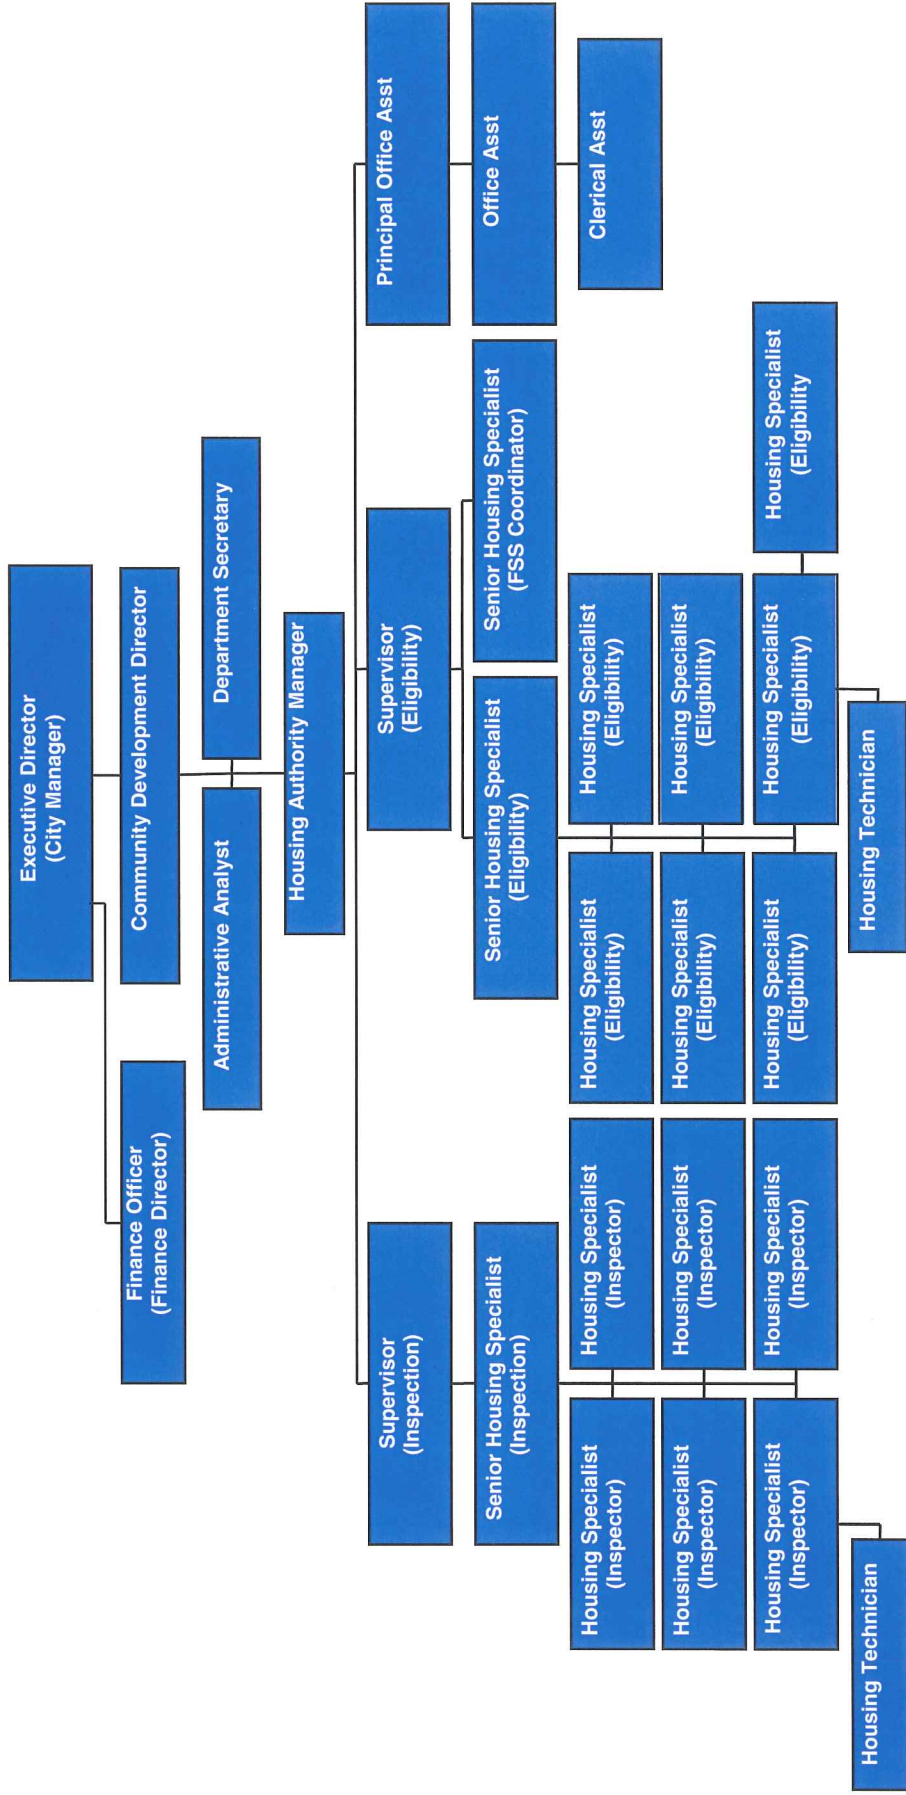 Executive Director
(City Manager)
Finance Officer
(Finance Director)
Community Development Director
Administrative Analyst
Department Secretary
Housing Authority Manager
Supervisor
(Inspection)
Supervisor
(Eligibility)
Principal Office Asst
Senior Housing Specialist
(Inspection)
Senior Housing Specialist
(Eligibility)
Senior Housing Specialist
(FSS Coordinator)
Office Asst
Housing Specialist
(Inspector)
Housing Specialist
(Inspector)
Housing Specialist
(Eligibility)
Housing Specialist
(Eligibility)
Clerical Asst
Housing Specialist
(Inspector)
Housing Specialist
(Inspector)
Housing Specialist
(Eligibility)
Housing Specialist
(Eligibility)
Housing Specialist
(Inspector)
Housing Specialist
(Inspector)
Housing Specialist
(Eligibility)
Housing Specialist
(Eligibility)
Housing Specialist
(Eligibility
Housing Technician
Housing Technician